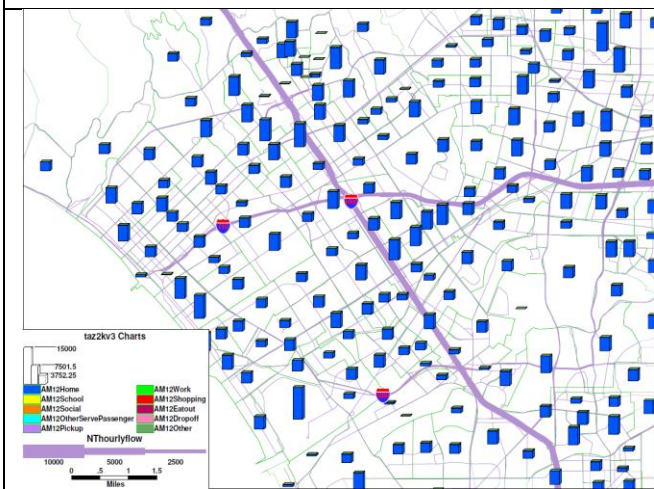 taz2kv3 Charts
15000
7501.5
3752.25
AM12Home
AM12School
AM12Social
AM12OtherServePassenger
AM12Pickup
AM12Work
AM12Shopping
AM12Eatout
AM12Dropoff
AM12Other
NThourlyflow
10000 5000 2500
0 .5 1 1.5
Miles